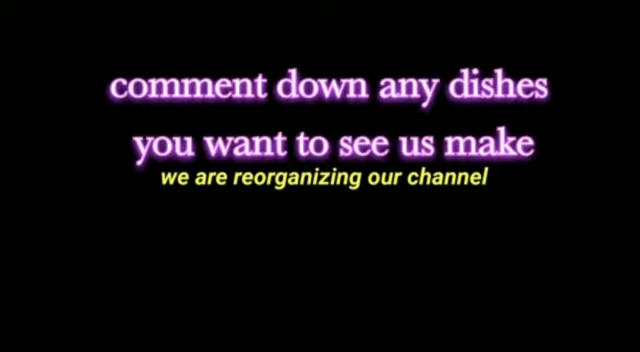 comment down any dishes
you want to see us make
we are reorganizing our channel